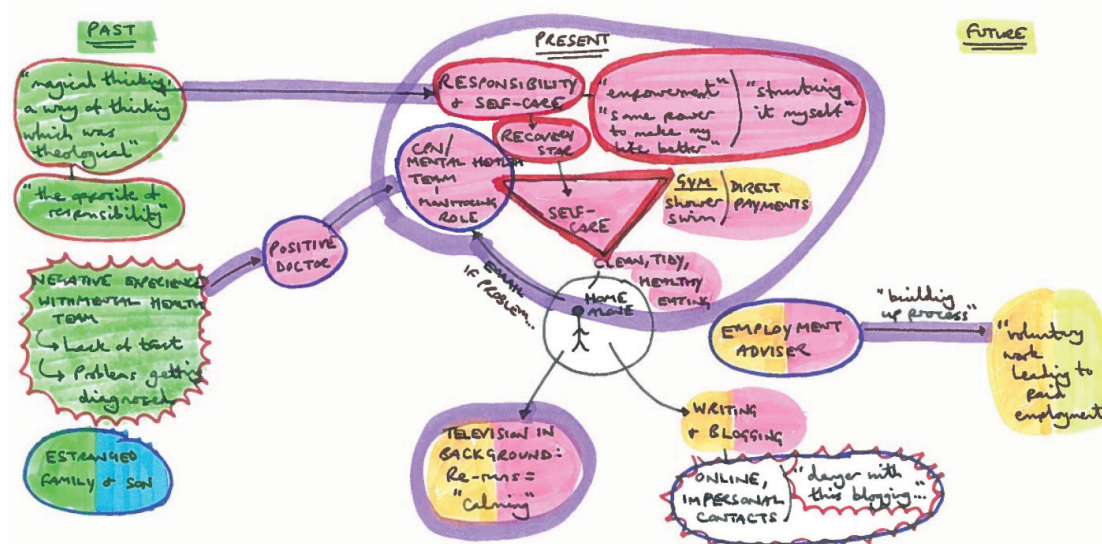 PAST
"magical thinking,
a way of thinking
which was
theological"
"the opposite of
responsibility"
NEGATIVE EXPERIENCE
WITH MENTAL HEALTH
TEAM
Lack of trust
Problems getting
diagnosed
ESTRANGED
FAMILY & SON
POSITIVE
DOCTOR
PRESENT
RESPONSIBILITY
& SELF-CARE
"empowerment"
"some power
to make my
life better"
"structuring
it myself"
RECOVERY
STAR
CPN/
MENTAL HEALTH
TEAM
MONITORING
ROLE
SELF-
CARE
GYM
shower
swim
DIRECT
PAYMENTS
CLEAN, TIDY,
HEALTHY
EATING
EMAIL
IF PROBLEM...
HOME
ALONE
EMPLOYMENT
ADVISER
TELEVISION IN
BACKGROUND:
Re-runs =
"calming"
WRITING
& BLOGGING
ONLINE,
IMPERSONAL
CONTACTS
"danger with
this blogging..."
FUTURE
"building
up process"
"voluntary
work
leading to
paid
employment"